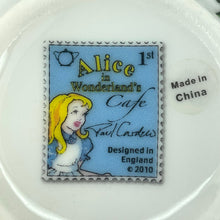 1st
Alice
in
Wonderland's
Cafe
Paul Cardew
Designed in
England
© 2010
Made in
China